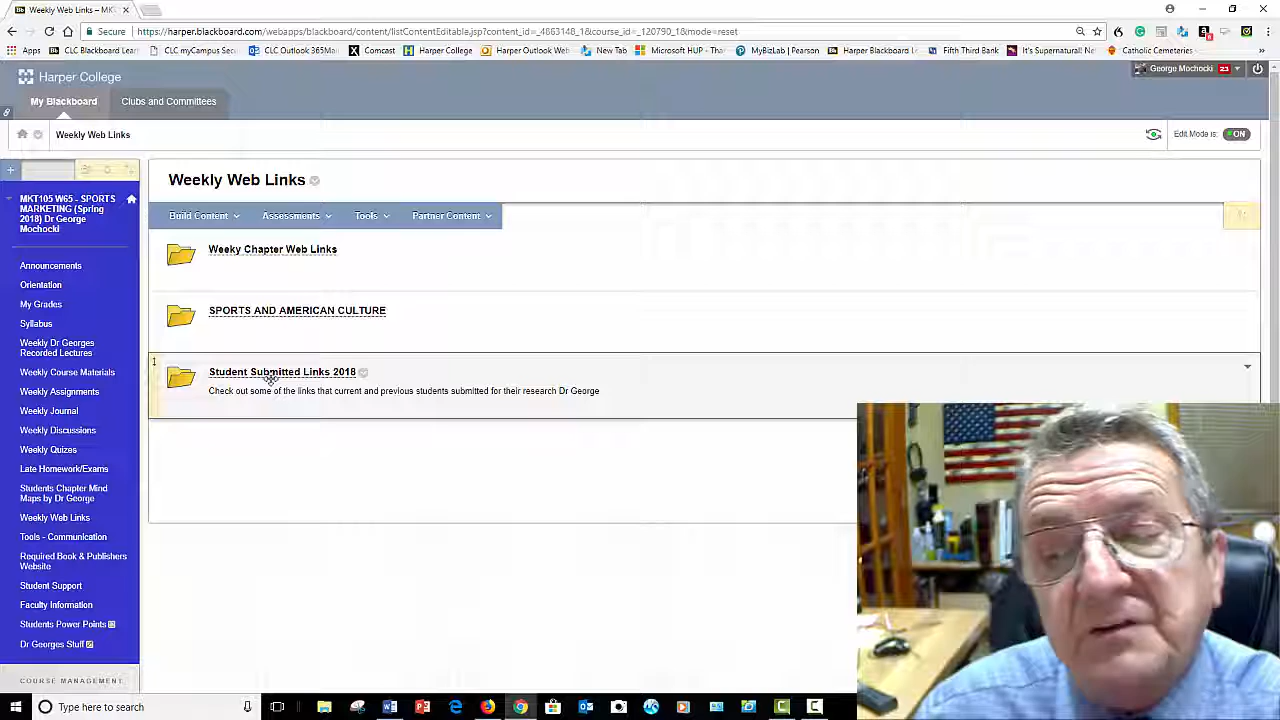 Weekly Web Links – MK
Secure
https://harper.blackboard.com/webapps/blackboard/content/listContentEditable.jsp?content_id=_4863148_1&course_id=_120790_1&mode=reset
Apps
CLC Blackboard Learn
CLC myCampus
CLC Outlook 365Mai
Comcast
Harper College
Harper Outlook Web
New Tab
Microsoft HUP - Tha
MyBizLab | Pearson
Harper Blackboard
Fifth Third Bank
It's Supernatural!
Catholic Cemeteries
Harper College
George Mochocki 23
My Blackboard
Clubs and Committees
Weekly Web Links
Edit Mode is: ON
MKT105 W65 - SPORTS
MARKETING (Spring
2018) Dr George
Mochocki
Announcements
Orientation
My Grades
Syllabus
Weekly Dr Georges
Recorded Lectures
Weekly Course Materials
Weekly Assignments
Weekly Journal
Weekly Discussions
Weekly Quizes
Late Homework/Exams
Students Chapter Mind
Maps by Dr George
Weekly Web Links
Tools - Communication
Required Book & Publishers
Website
Student Support
Faculty Information
Students Power Points
Dr Georges Stuff
COURSE MANAGEMENT
Weekly Web Links
Build Content
Assessments
Tools
Partner Content
Weeky Chapter Web Links
SPORTS AND AMERICAN CULTURE
Student Submitted Links 2018
Check out some of the links that current and previous students submitted for their research Dr George
Type here to search